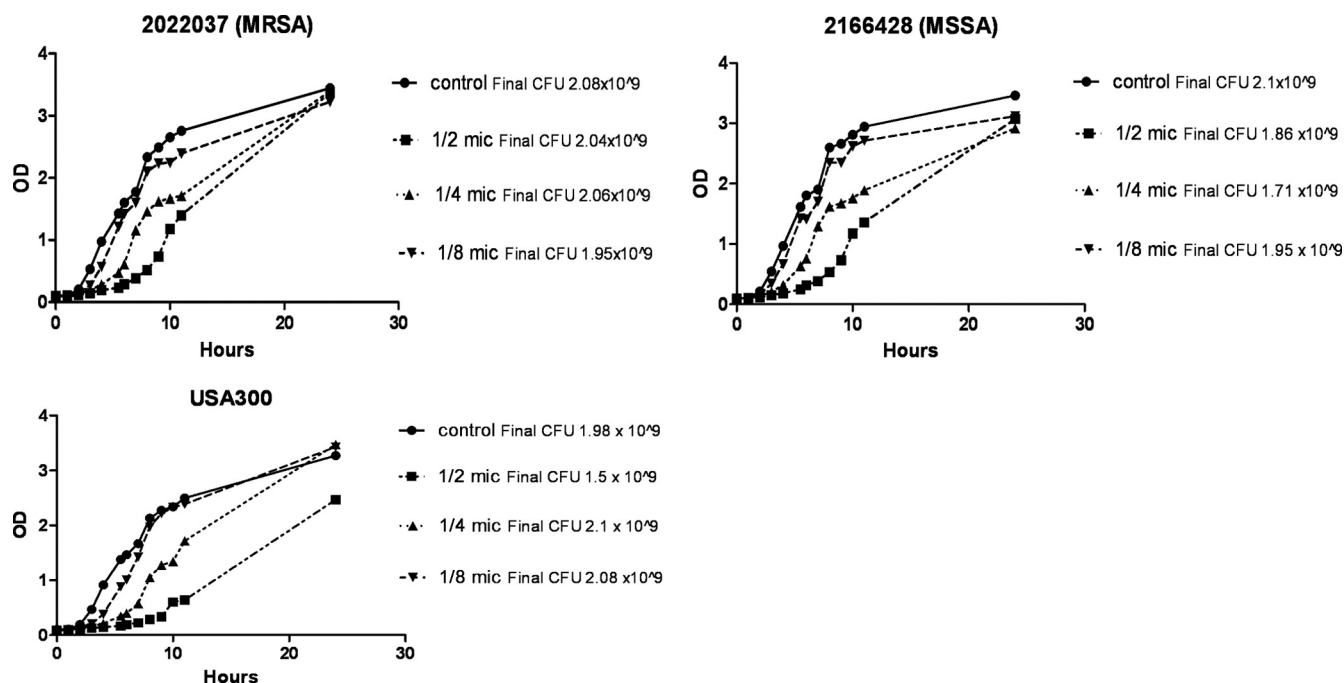 2022037 (MRSA)
4
3
2
1
0
OD
0
10
20
30
Hours
control Final CFU 2.08x10^9
1/2 mic Final CFU 2.04x10^9
1/4 mic Final CFU 2.06x10^9
1/8 mic Final CFU 1.95x10^9
2166428 (MSSA)
4
3
2
1
0
OD
0
10
20
30
Hours
control Final CFU 2.1x10^9
1/2 mic Final CFU 1.86 x10^9
1/4 mic Final CFU 1.71 x10^9
1/8 mic Final CFU 1.95 x 10^9
USA300
4
3
2
1
0
OD
0
10
20
30
Hours
control Final CFU 1.98 x 10^9
1/2 mic Final CFU 1.5 x 10^9
1/4 mic Final CFU 2.1 x 10^9
1/8 mic Final CFU 2.08 x10^9